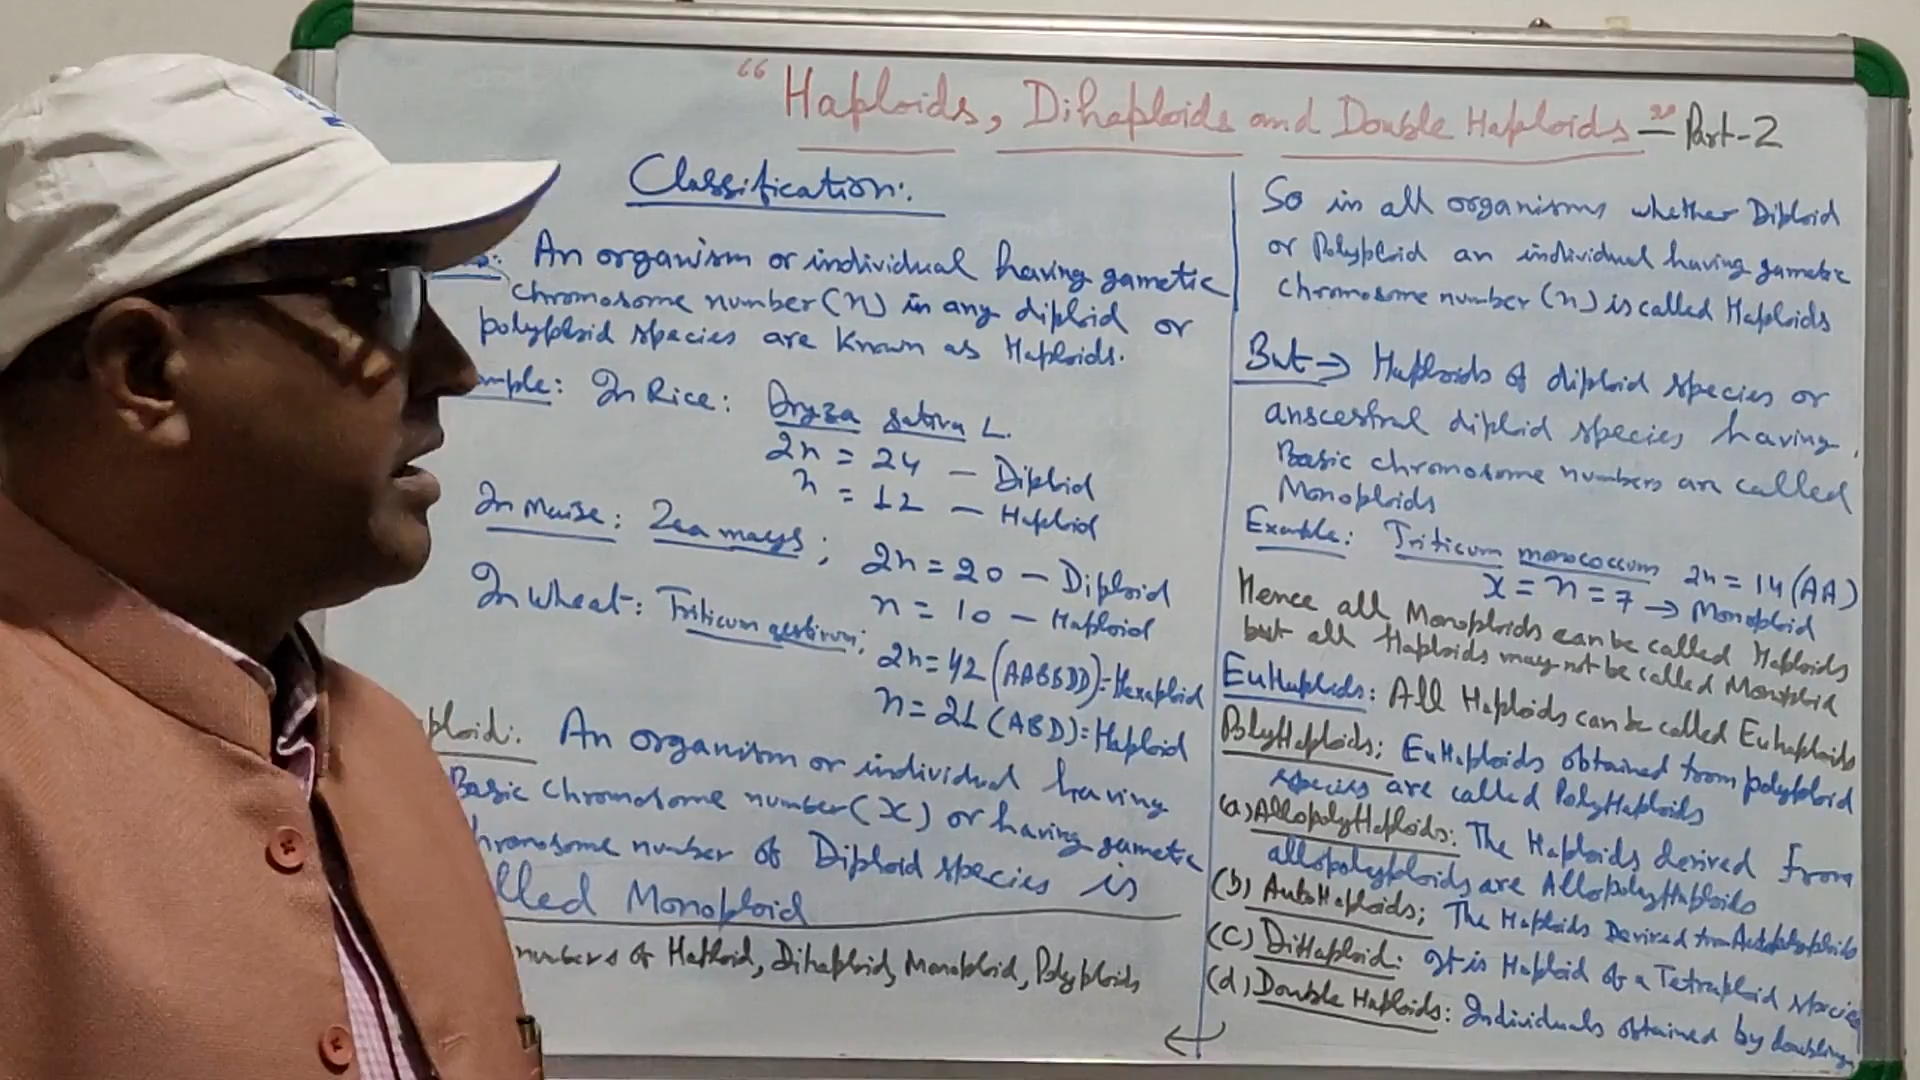 "Haploids, Dihaploids and Double Haploids" – Part-2
Classification:
An organism or individual having gametic
chromosome number (n) in any diploid or
polyploid species are known as Haploids.
mple: In Rice: Oryza sativa L.
2n = 24 – Diploid
n = 12 – Haploid
In Maize: Zea mays; 2n = 20 – Diploid
n = 10 – Haploid
In Wheat: Triticum aestivum;
2n = 42 (AABBDD) = Hexaploid
n = 21 (ABD) = Haploid
ploid: An organism or individual having
Basic chromosome number (x) or having gametic
hromosome number of Diploid species is
lled Monoploid
numbers of Haploid, Dihaploid, Monoploid, Polyploids
So in all organisms whether Diploid
or Polyploid an individual having gametic
chromosome number (n) is called Haploids
But → Haploids of diploid species or
anscestral diploid species having
Basic chromosome numbers are called
Monoploids
Example: Triticum monococcum 2n = 14 (AA)
x = n = 7 → Monoploid
Hence all Monoploids can be called Haploids
but all Haploids may not be called Monoploid
EuHaploids: All Haploids can be called Euhaploids
PolyHaploids; EuHaploids obtained from polyploid
species are called PolyHaploids
(a) AllopolyHaploids: The Haploids derived from
allopolyploids are AllopolyHaploids
(b) AutoHaploids; The Haploids Derived from Autopolyploids
(C) DiHaploid: It is Haploid of a Tetraploid species
(d) Double Haploids: Individuals obtained by doubling